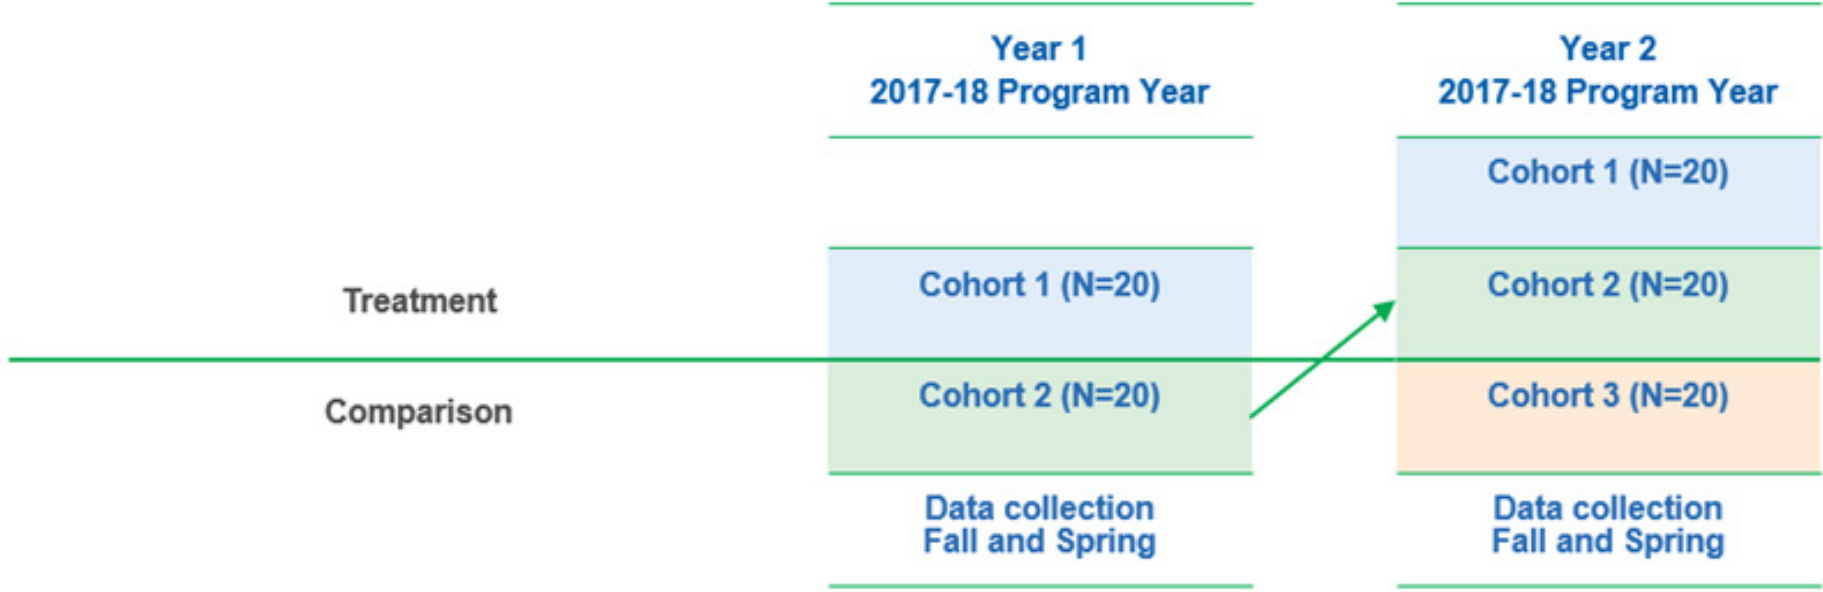 Year 1
2017-18 Program Year
Year 2
2017-18 Program Year
Cohort 1 (N=20)
Treatment
Cohort 1 (N=20)
Cohort 2 (N=20)
Comparison
Cohort 2 (N=20)
Cohort 3 (N=20)
Data collection
Fall and Spring
Data collection
Fall and Spring